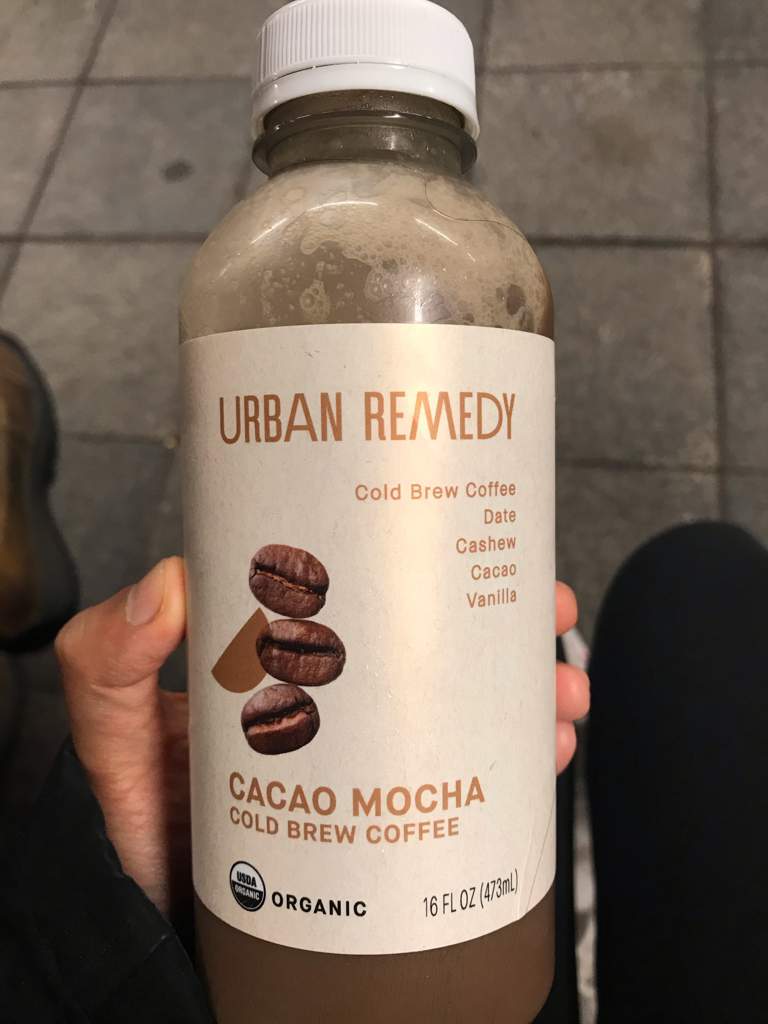 URBAN REMEDY
Cold Brew Coffee
Date
Cashew
Cacao
Vanilla
CACAO MOCHA
COLD BREW COFFEE
USDA
ORGANIC
ORGANIC
16 FL OZ (473mL)